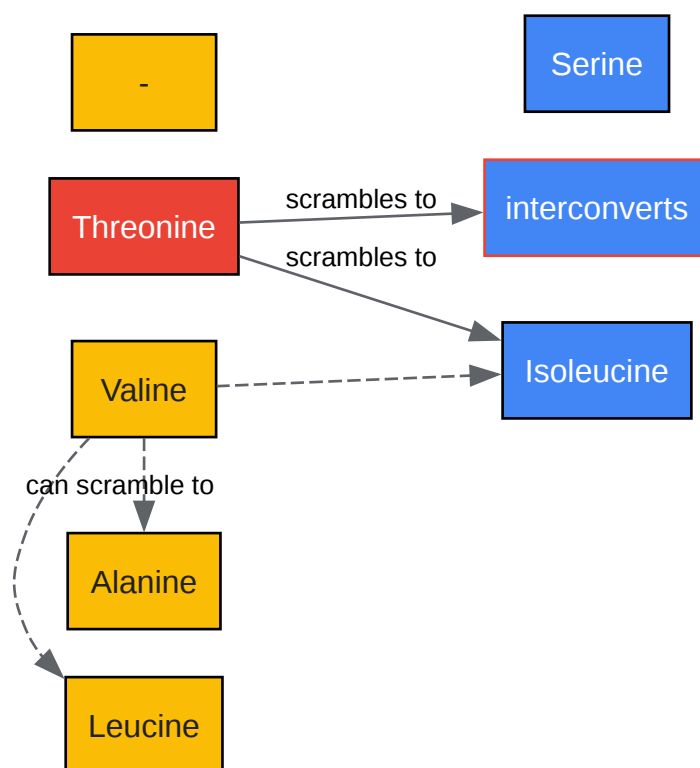 -
Serine
Threonine
scrambles to
interconverts
scrambles to
Isoleucine
Valine
can scramble to
Alanine
Leucine